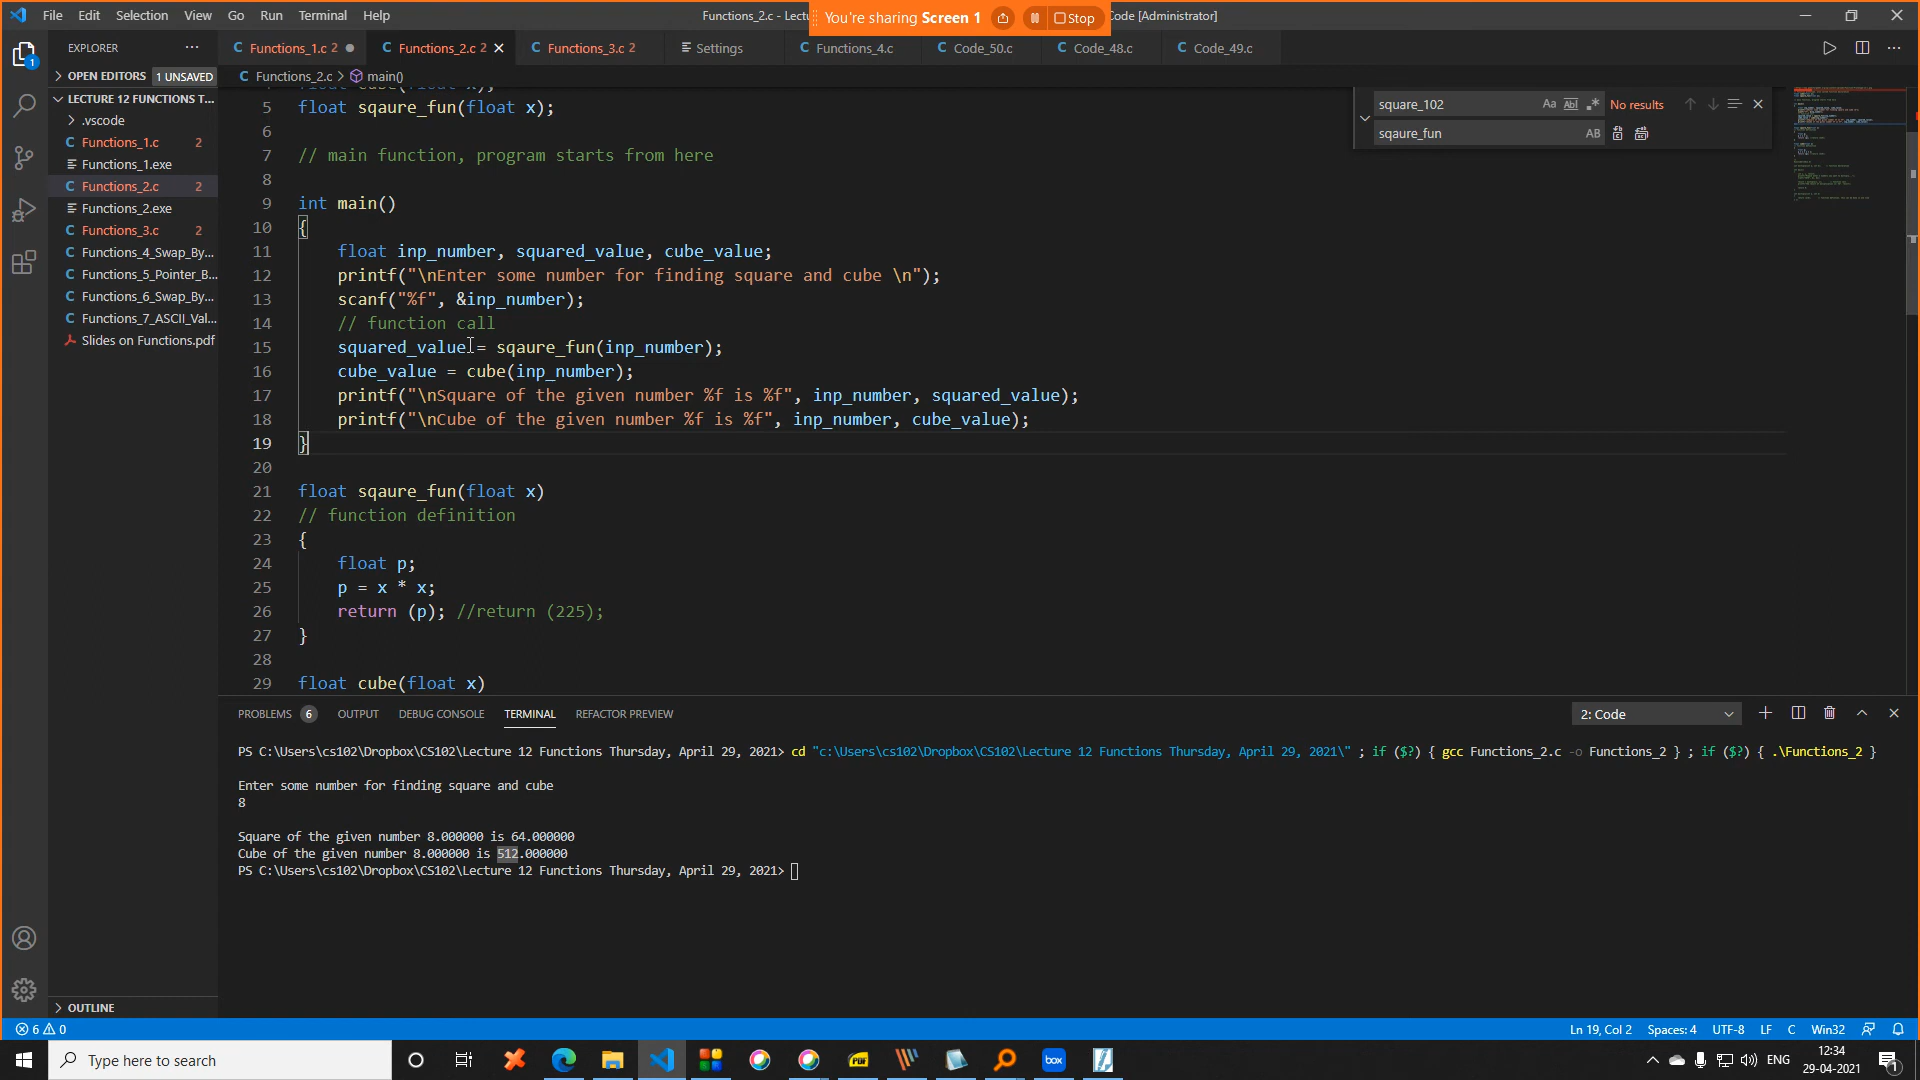 File Edit Selection View Go Run Terminal Help
Functions_2.c - Lectu
You're sharing Screen 1
Stop
Code [Administrator]
EXPLORER
Functions_1.c 2
Functions_2.c 2
Functions_3.c 2
Settings
Functions_4.c
Code_50.c
Code_48.c
Code_49.c
OPEN EDITORS 1 UNSAVED
Functions_2.c > main()
LECTURE 12 FUNCTIONS T...
.vscode
Functions_1.c 2
Functions_1.exe
Functions_2.c 2
Functions_2.exe
Functions_3.c 2
Functions_4_Swap_By...
Functions_5_Pointer_B...
Functions_6_Swap_By...
Functions_7_ASCII_Val...
Slides on Functions.pdf
OUTLINE
square_102 Aa Abl .* No results
sqaure_fun AB
5 float sqaure_fun(float x);
6
7 // main function, program starts from here
8
9 int main()
10 {
11 float inp_number, squared_value, cube_value;
12 printf("\nEnter some number for finding square and cube \n");
13 scanf("%f", &inp_number);
14 // function call
15 squared_value = sqaure_fun(inp_number);
16 cube_value = cube(inp_number);
17 printf("\nSquare of the given number %f is %f", inp_number, squared_value);
18 printf("\nCube of the given number %f is %f", inp_number, cube_value);
19 }
20
21 float sqaure_fun(float x)
22 // function definition
23 {
24 float p;
25 p = x * x;
26 return (p); //return (225);
27 }
28
29 float cube(float x)
PROBLEMS 6 OUTPUT DEBUG CONSOLE TERMINAL REFACTOR PREVIEW
2: Code
PS C:\Users\cs102\Dropbox\CS102\Lecture 12 Functions Thursday, April 29, 2021> cd "c:\Users\cs102\Dropbox\CS102\Lecture 12 Functions Thursday, April 29, 2021\" ; if ($?) { gcc Functions_2.c -o Functions_2 } ; if ($?) { .\Functions_2 }
Enter some number for finding square and cube
8
Square of the given number 8.000000 is 64.000000
Cube of the given number 8.000000 is 512.000000
PS C:\Users\cs102\Dropbox\CS102\Lecture 12 Functions Thursday, April 29, 2021>
6 0
Ln 19, Col 2 Spaces: 4 UTF-8 LF C Win32
Type here to search
PDF
box
ENG
12:34
29-04-2021
1